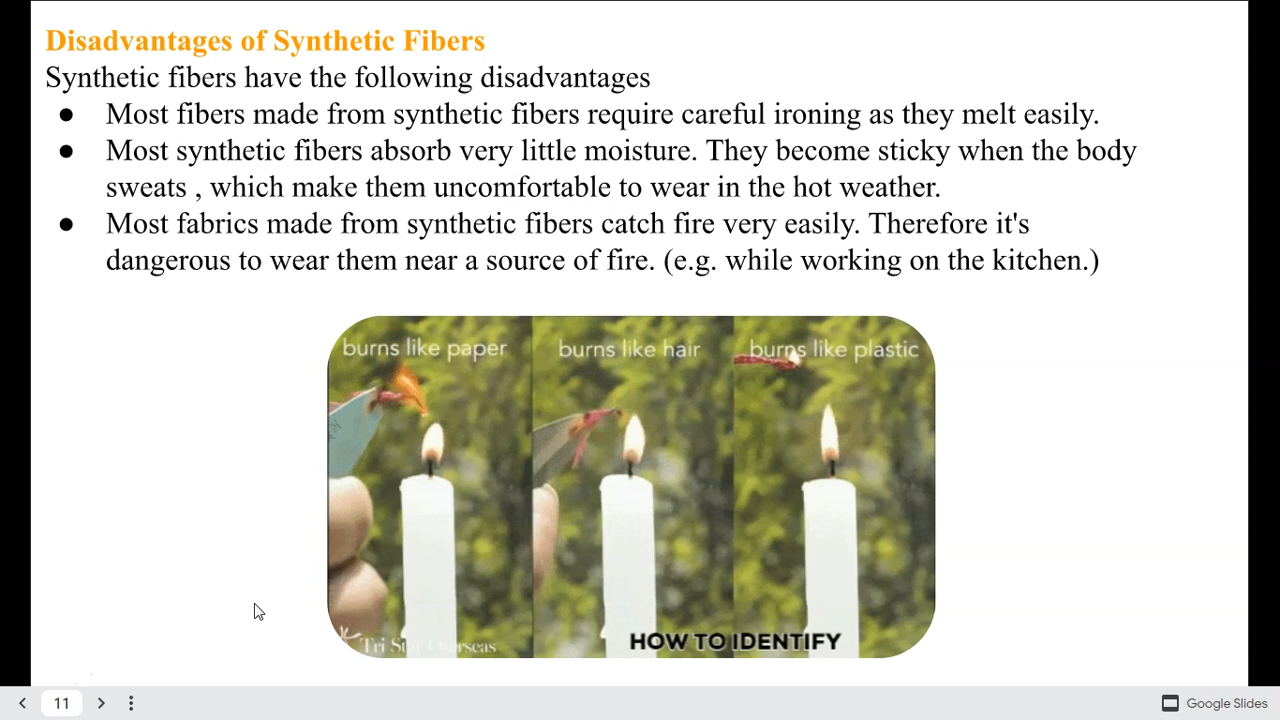 Disadvantages of Synthetic Fibers
Synthetic fibers have the following disadvantages
● Most fibers made from synthetic fibers require careful ironing as they melt easily.
● Most synthetic fibers absorb very little moisture. They become sticky when the body
sweats , which make them uncomfortable to wear in the hot weather.
● Most fabrics made from synthetic fibers catch fire very easily. Therefore it's
dangerous to wear them near a source of fire. (e.g. while working on the kitchen.)
burns like paper
burns like hair
burns like plastic
Tri Star Overseas
HOW TO IDENTIFY
11
Google Slides